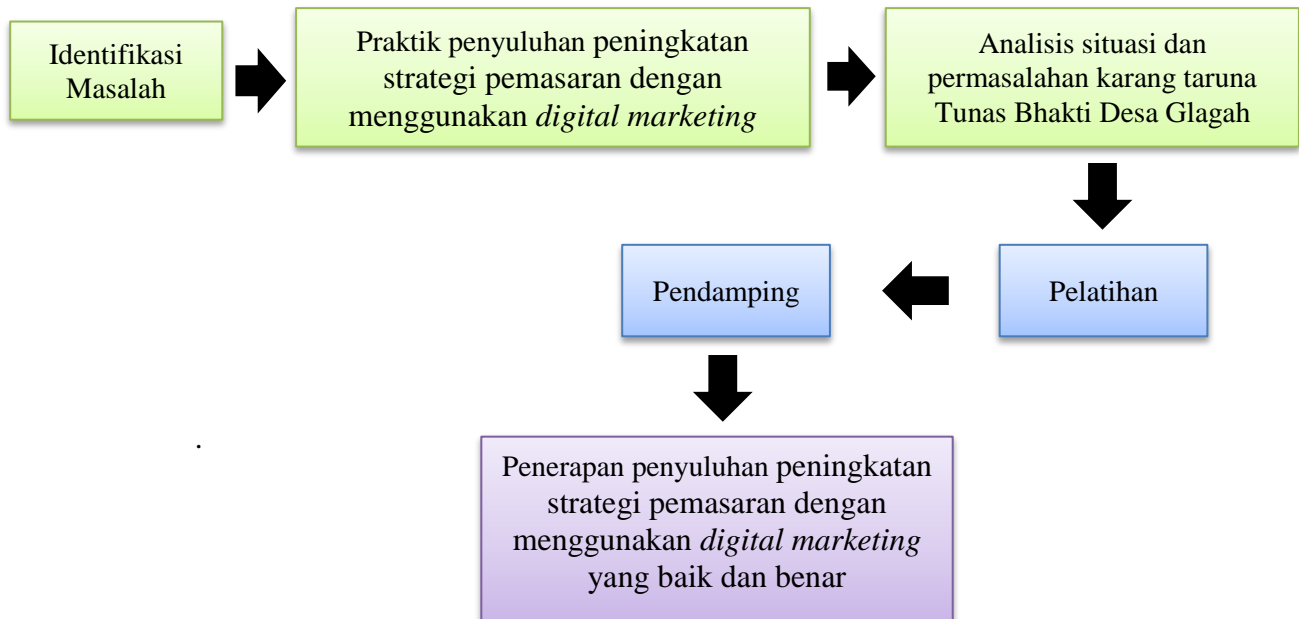 Identifikasi
Masalah
Praktik penyuluhan peningkatan
strategi pemasaran dengan
menggunakan digital marketing
Analisis situasi dan
permasalahan karang taruna
Tunas Bhakti Desa Glagah
Pendamping
Pelatihan
.
Penerapan penyuluhan peningkatan
strategi pemasaran dengan
menggunakan digital marketing
yang baik dan benar